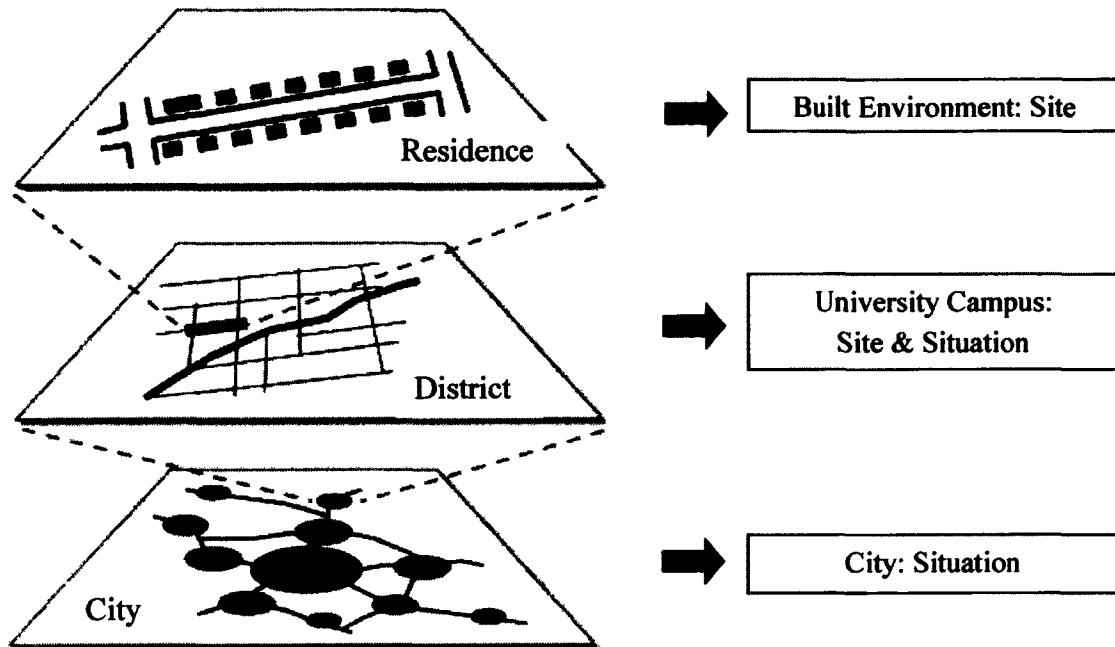 Residence
Built Environment: Site
District
University Campus:
Site & Situation
City
City: Situation